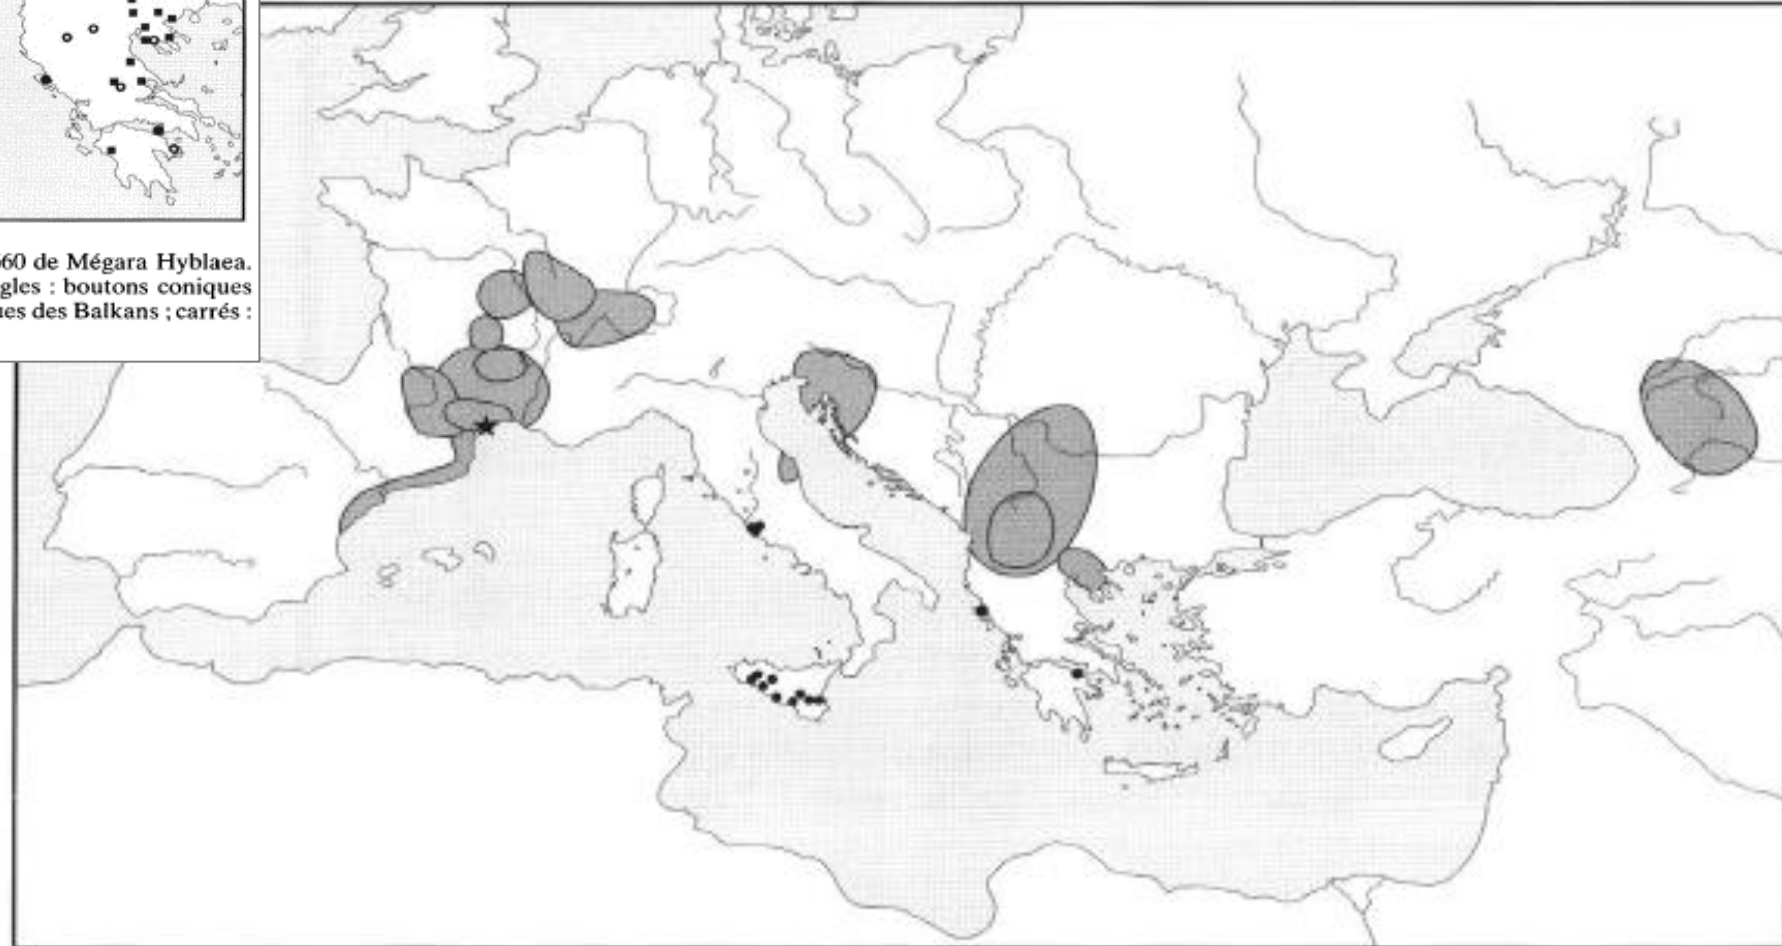 60 de Mégara Hyblaea.
gles : boutons coniques
ues des Balkans ; carrés :